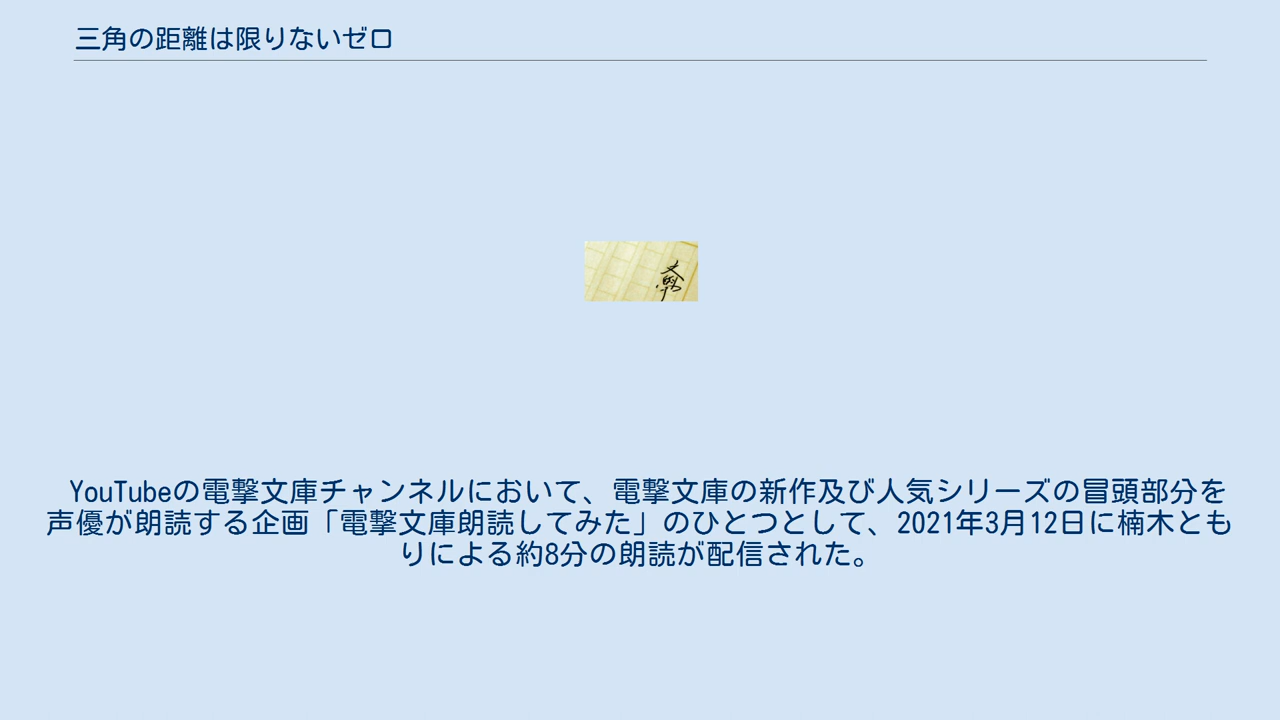 三角の距離は限りないゼロ
YouTubeの電撃文庫チャンネルにおいて、電撃文庫の新作及び人気シリーズの冒頭部分を
声優が朗読する企画「電撃文庫朗読してみた」のひとつとして、2021年3月12日に楠木とも
りによる約8分の朗読が配信された。